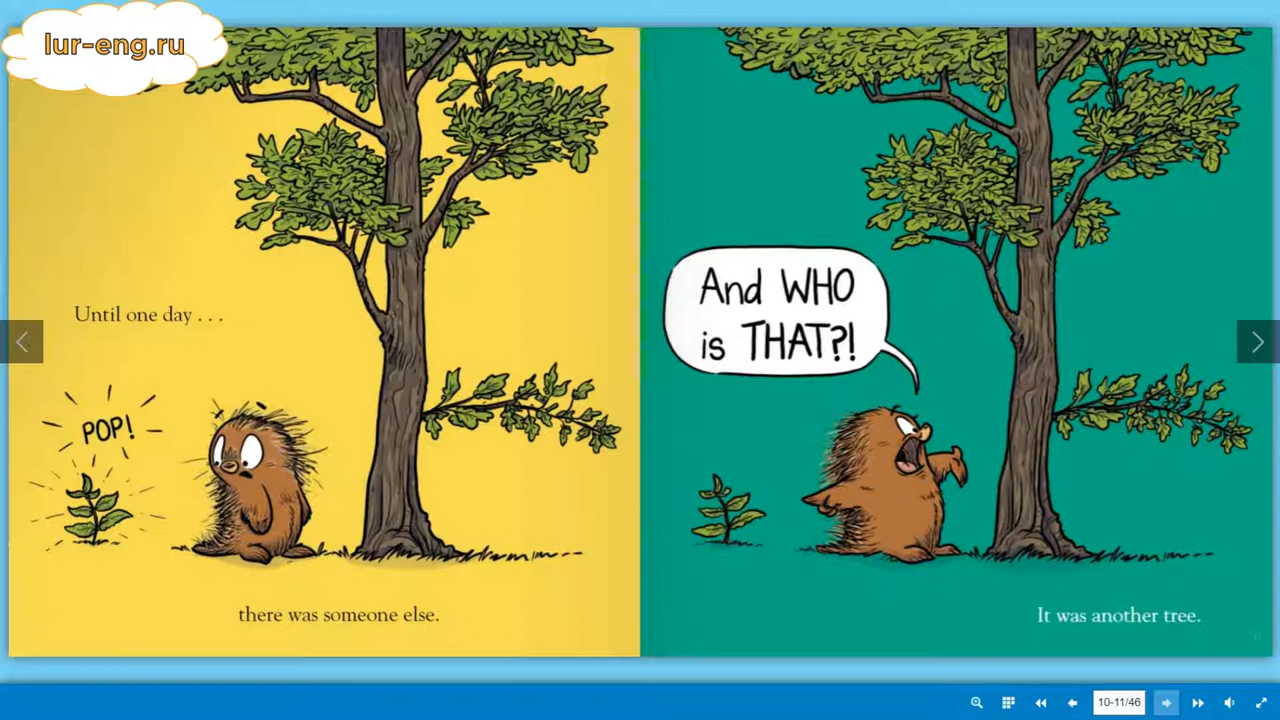 lur-eng.ru
Until one day . . .
POP!
there was someone else.
And WHO
is THAT?!
It was another tree.
10-11/46